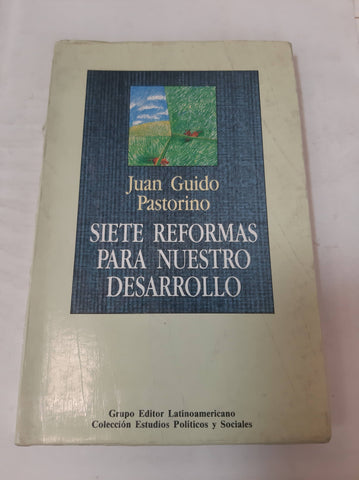 Juan Guido
Pastorino
SIETE REFORMAS
PARA NUESTRO
DESARROLLO
Grupo Editor Latinoamericano
Colección Estudios Políticos y Sociales